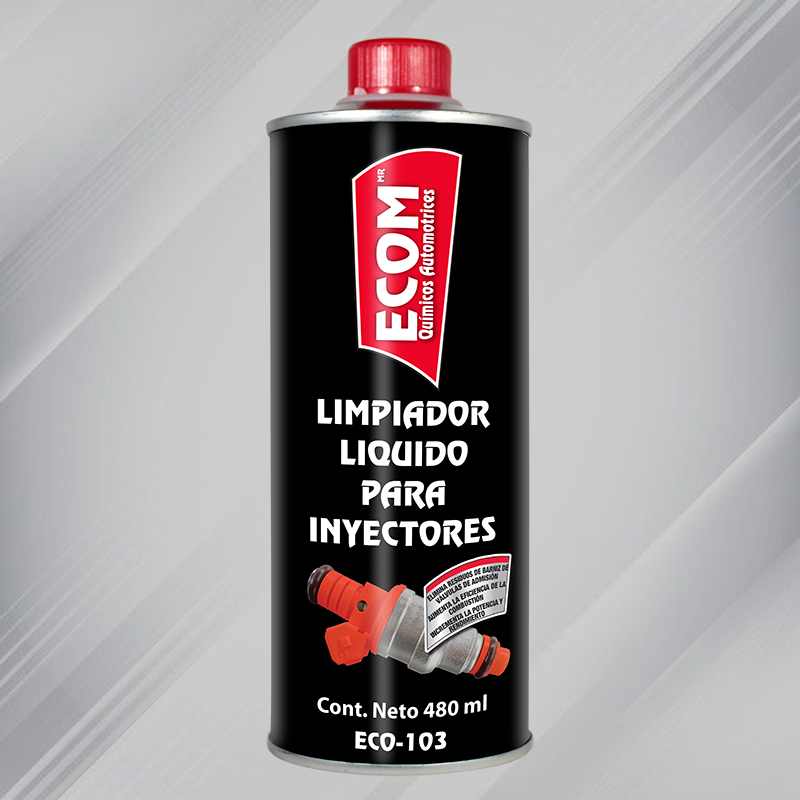 ECOM MR
Químicos Automotrices
LIMPIADOR
LIQUIDO
PARA
INYECTORES
ELIMINA RESIDUOS DE BARNIZ DE
VALVULAS DE ADMISIÓN
AUMENTA LA EFICIENCIA DE LA
COMBUSTIÓN
INCREMENTA LA POTENCIA Y
RENDIMIENTO
Cont. Neto 480 ml
ECO-103